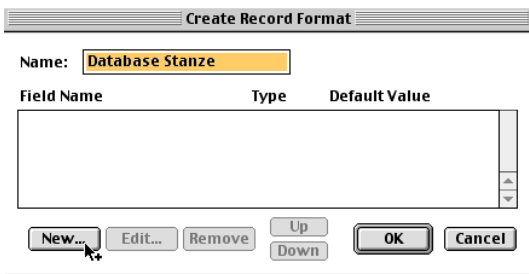 Create Record Format
Name: Database Stanze
Field Name Type Default Value
New... Edit... Remove Up Down OK Cancel